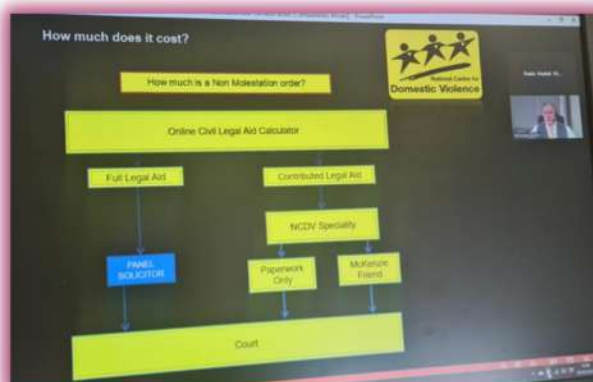 How much does it cost?
National Centre for
Domestic Violence
How much is a Non Molestation order?
Online Civil Legal Aid Calculator
Full Legal Aid
Contributed Legal Aid
NCDV Speciality
PANEL
SOLICITOR
Paperwork
Only
McKenzie
Friend
Court